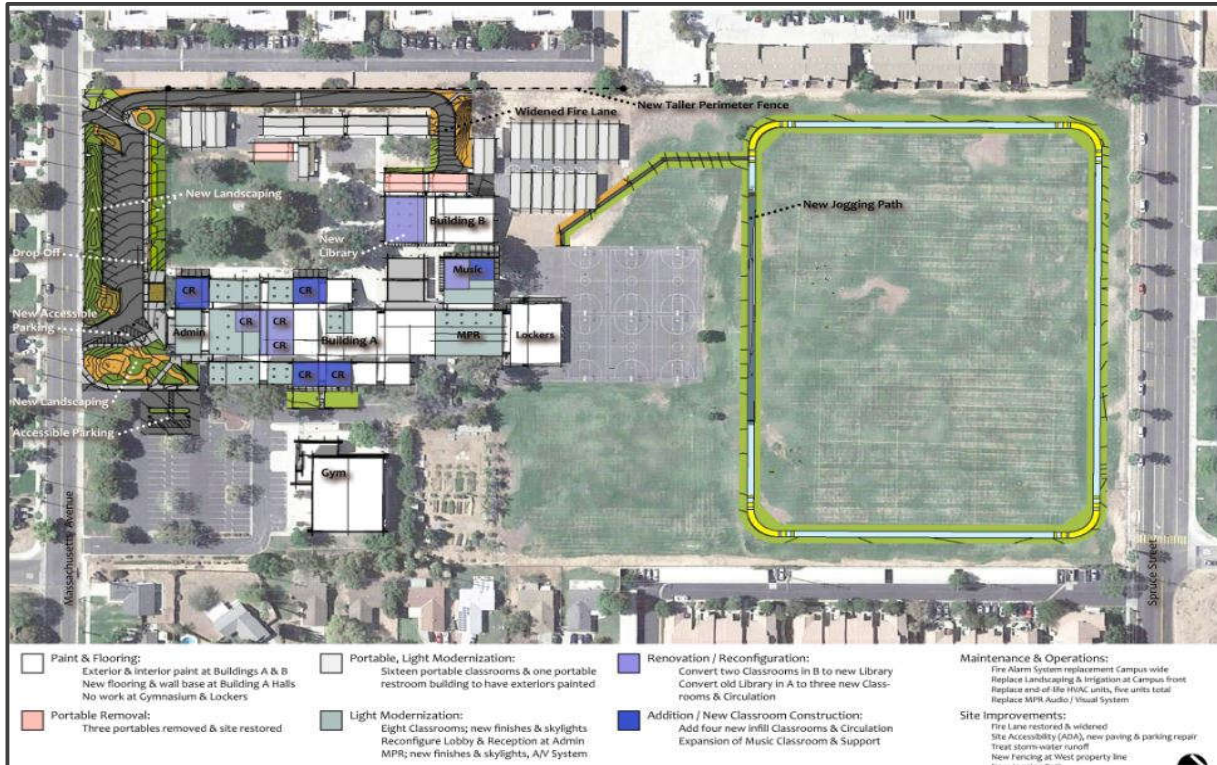 New Taller Perimeter Fence
Widened Fire Lane
New Landscaping
New Jogging Path
Building B
New
Library
Drop Off
Music
CR
CR
New Accessible
Parking
Admin
CR
CR
CR
Building A
MPR
Lockers
CR
CR
New Landscaping
Accessible Parking
Gym
Massachusetts Avenue
Spruce Street
Paint & Flooring:
Exterior & interior paint at Buildings A & B
New flooring & wall base at Building A Halls
No work at Gymnasium & Lockers
Portable Removal:
Three portables removed & site restored
Portable, Light Modernization:
Sixteen portable classrooms & one portable
restroom building to have exteriors painted
Light Modernization:
Eight Classrooms; new finishes & skylights
Reconfigure Lobby & Reception at Admin
MPR; new finishes & skylights, A/V System
Renovation / Reconfiguration:
Convert two Classrooms in B to new Library
Convert old Library in A to three new Class-
rooms & Circulation
Addition / New Classroom Construction:
Add four new infill Classrooms & Circulation
Expansion of Music Classroom & Support
Maintenance & Operations:
Fire Alarm System replacement Campus wide
Replace Landscaping & Irrigation at Campus front
Replace end-of-life HVAC units, five units total
Replace MPR Audio / Visual System
Site Improvements:
Fire Lane restored & widened
Site Accessibility (ADA), new paving & parking repair
Treat storm-water runoff
New Fencing at West property line